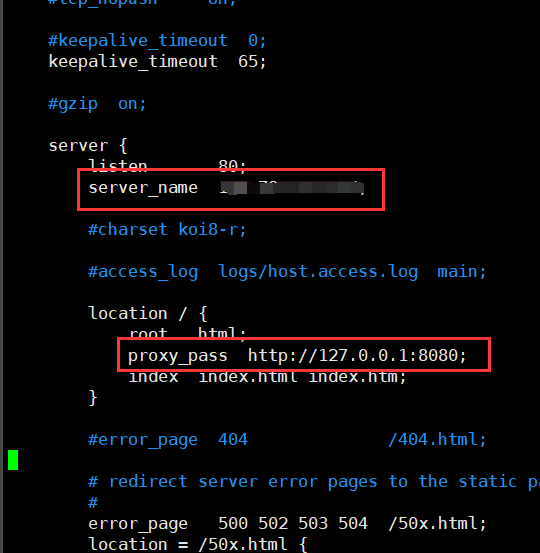 #tcp_nopush on;
#keepalive_timeout 0;
keepalive_timeout 65;
#gzip on;
server {
listen 80;
server_name
#charset koi8-r;
#access_log logs/host.access.log main;
location / {
root html;
proxy_pass http://127.0.0.1:8080;
index index.html index.htm;
}
#error_page 404 /404.html;
# redirect server error pages to the static
#
error_page 500 502 503 504 /50x.html;
location = /50x.html {